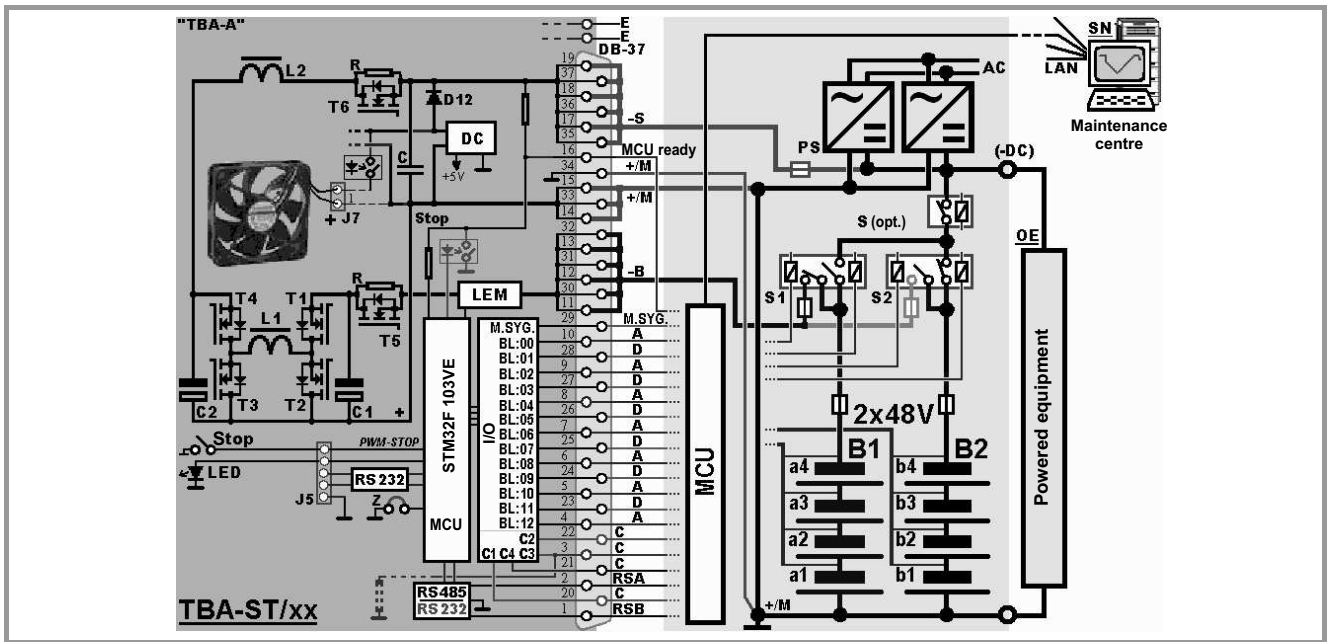 "TBA-A"
E
E
DB-37
SN
LAN
AC
Maintenance
centre
L2
R
T6
D12
DC
+5V
C
19
37
18
36
17
35
16
34
15
33
14
32
13
31
12
30
11
29
10
28
9
27
8
26
7
25
6
24
5
23
4
22
3
21
2
20
1
-S
MCU ready
+/M
+/M
PS
(-DC)
+ J7
1
Stop
S (opt.)
OE
-B
S1
S2
T4
T1
L1
R
T5
LEM
T3
T2
C2
C1
+
M.SYG.
BL:00
BL:01
BL:02
BL:03
BL:04
BL:05
BL:06
BL:07
BL:08
BL:09
BL:10
BL:11
BL:12
C2
C1 C4 C3
I/O
M.SYG.
A
D
A
D
A
D
A
D
A
D
A
D
A
C
C
C
RSA
C
RSB
STM32F 103VE
MCU
MCU
Stop
PWM-STOP
LED
RS 232
J5
Z
RS485
RS 232
2x48V
B1
B2
a4
a3
a2
a1
b4
b3
b2
b1
Powered equipment
+/M
TBA-ST/xx